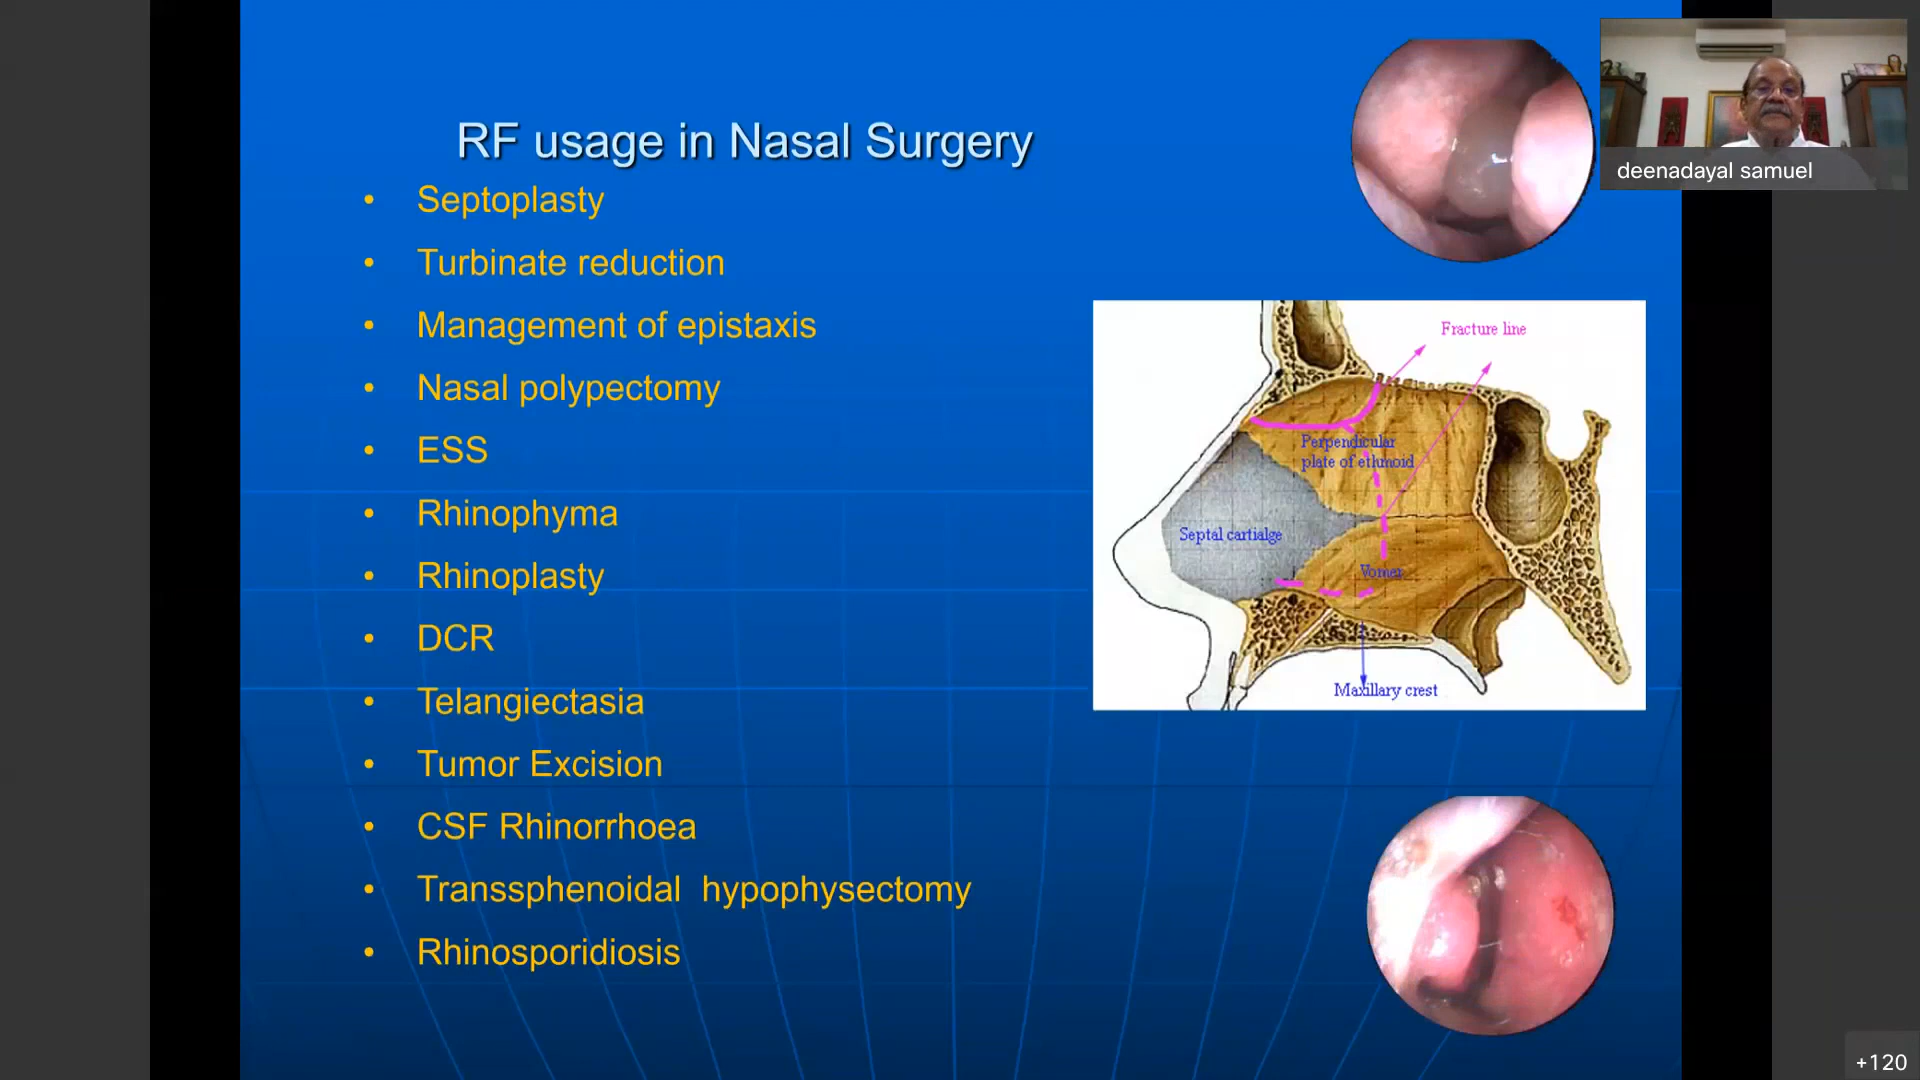 RF usage in Nasal Surgery
• Septoplasty
• Turbinate reduction
• Management of epistaxis
• Nasal polypectomy
• ESS
• Rhinophyma
• Rhinoplasty
• DCR
• Telangiectasia
• Tumor Excision
• CSF Rhinorrhoea
• Transsphenoidal hypophysectomy
• Rhinosporidiosis
Fracture line
Perpendicular
plate of ethmoid
Septal cartialge
Vomer
Maxillary crest
deenadayal samuel
+120